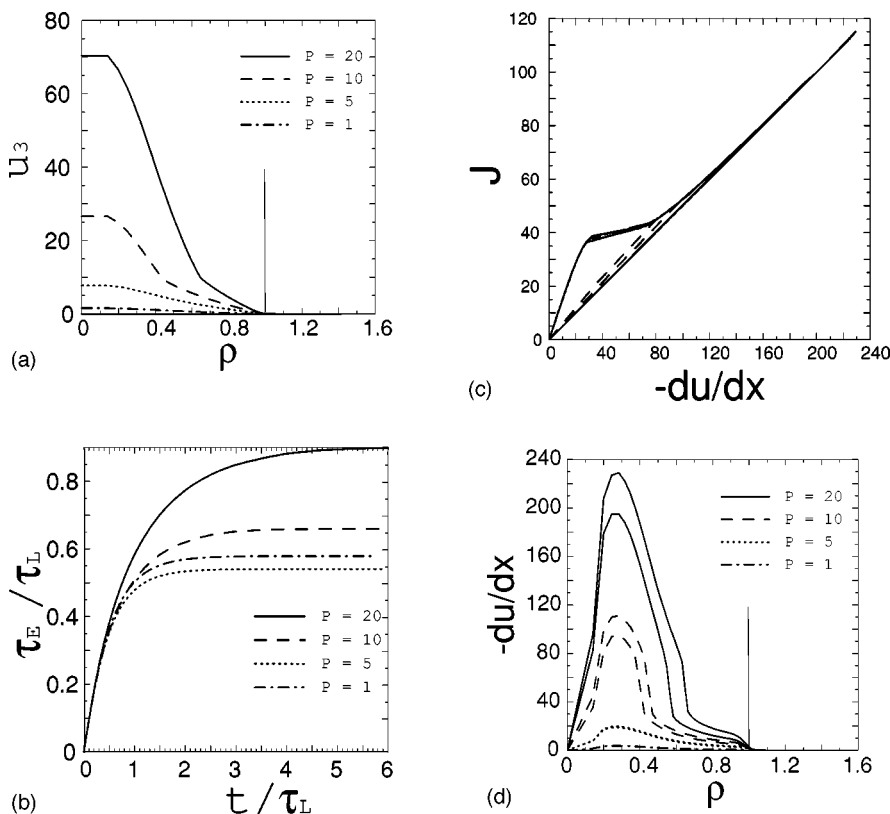 80
60
40
20
0
u3
P = 20
P = 10
P = 5
P = 1
0 0.4 0.8 1.2 1.6
ρ
(a)
120
100
80
60
40
20
0
J
0 40 80 120 160 200 240
-du/dx
(c)
0.8
0.6
0.4
0.2
0
τE/τL
P = 20
P = 10
P = 5
P = 1
0 1 2 3 4 5 6
t/τL
(b)
240
200
160
120
80
40
0
-du/dx
P = 20
P = 10
P = 5
P = 1
0 0.4 0.8 1.2 1.6
ρ
(d)